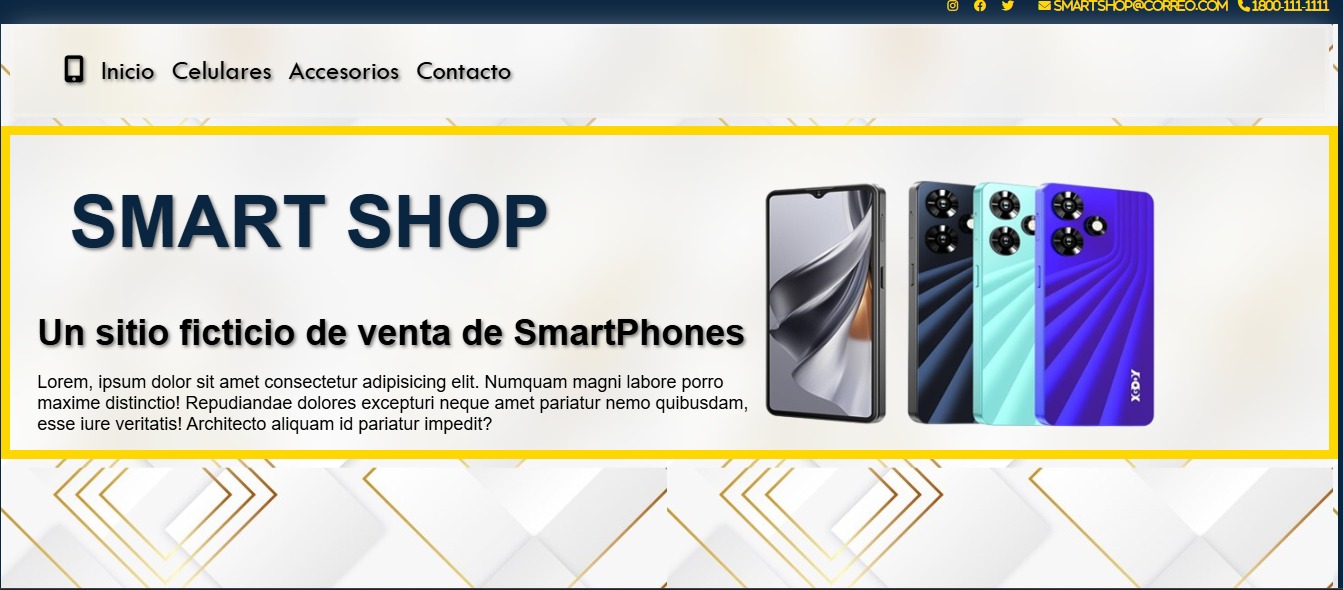 SMARTSHOP@CORREO.COM 1800-111-1111
Inicio Celulares Accesorios Contacto
SMART SHOP
Un sitio ficticio de venta de SmartPhones
Lorem, ipsum dolor sit amet consectetur adipisicing elit. Numquam magni labore porro
maxime distinctio! Repudiandae dolores excepturi neque amet pariatur nemo quibusdam,
esse iure veritatis! Architecto aliquam id pariatur impedit?
XODY